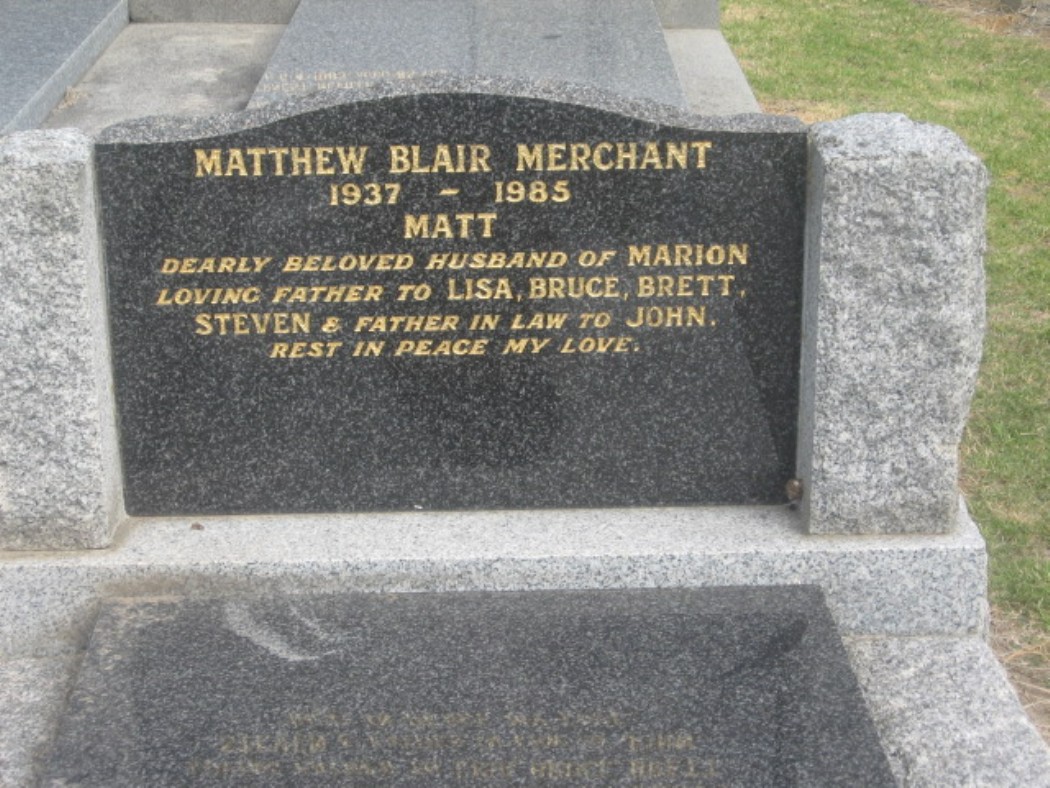 MATTHEW BLAIR MERCHANT
1937 - 1985
MATT
DEARLY BELOVED HUSBAND OF MARION
LOVING FATHER TO LISA, BRUCE, BRETT,
STEVEN & FATHER IN LAW TO JOHN.
REST IN PEACE MY LOVE.